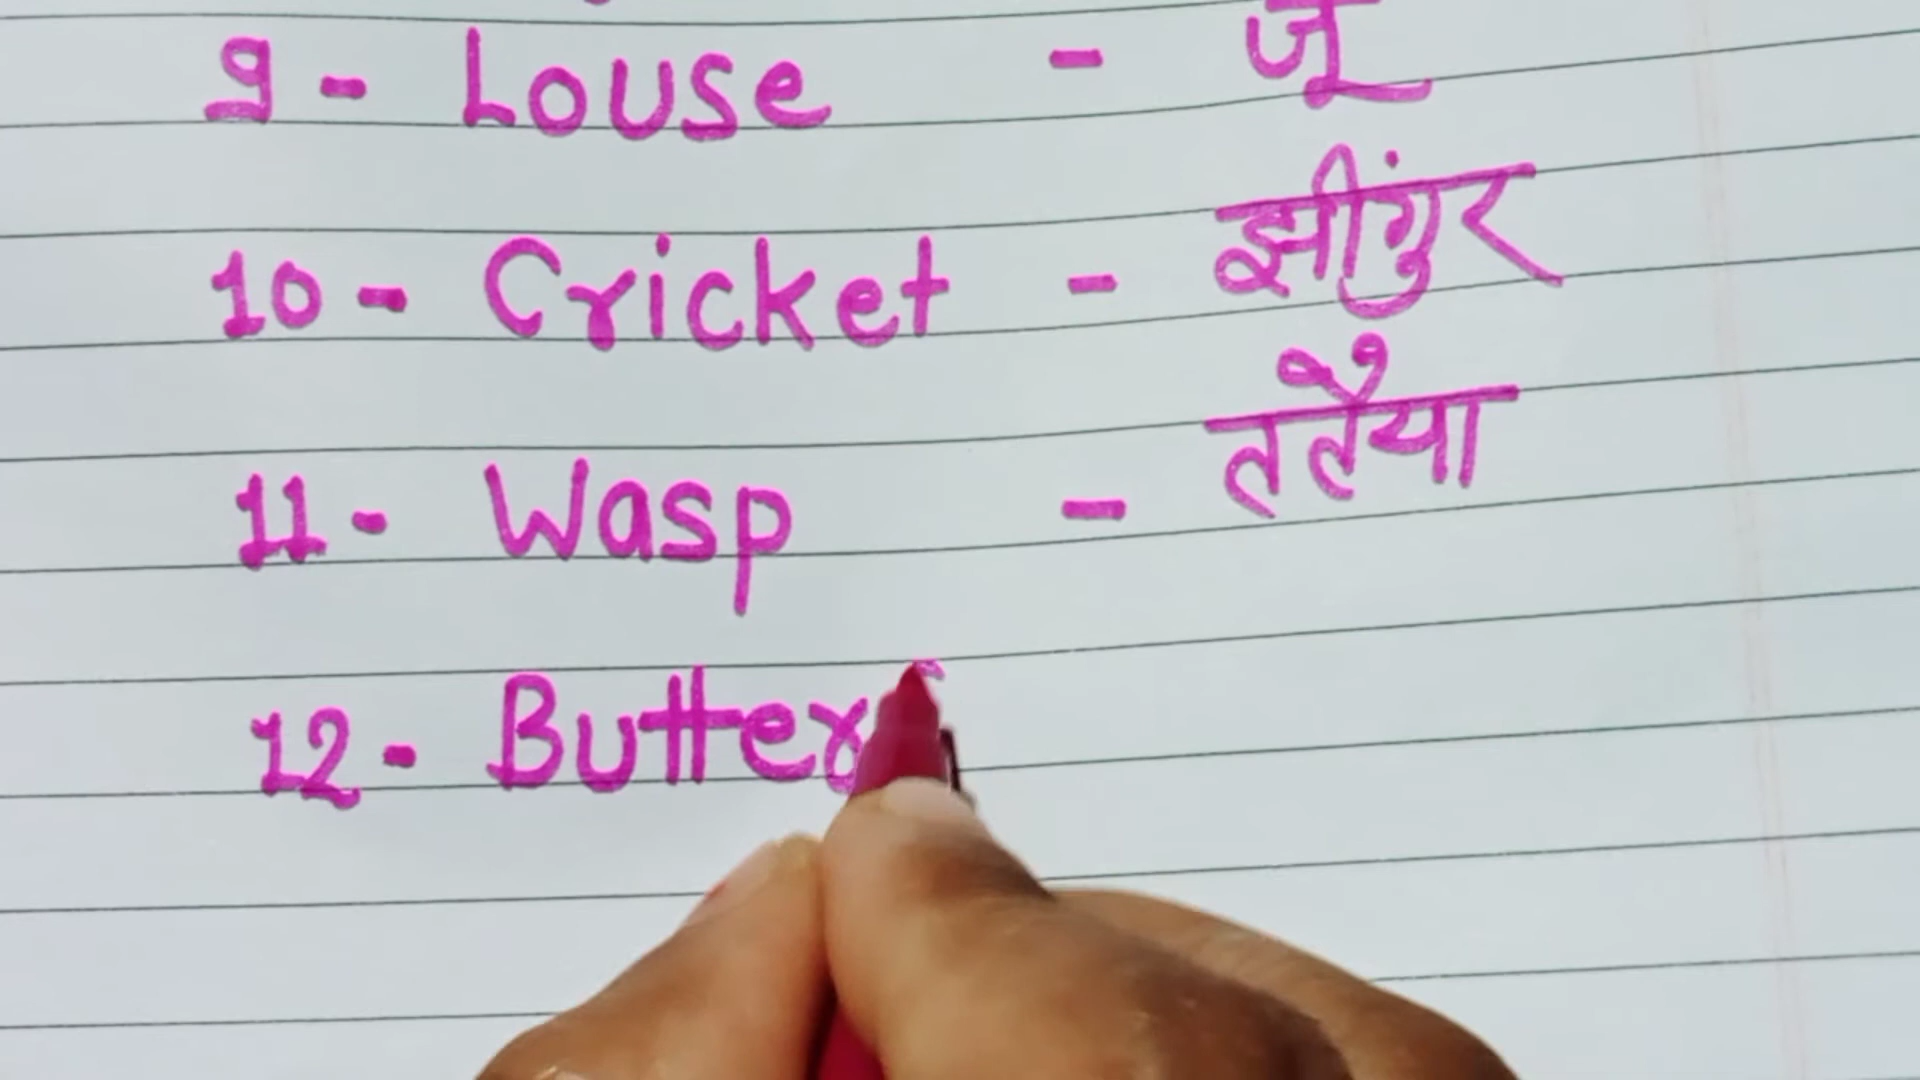 9 - Louse - जू
10 - Cricket - झींगुर
11 - Wasp - ततैया
12 - Butter